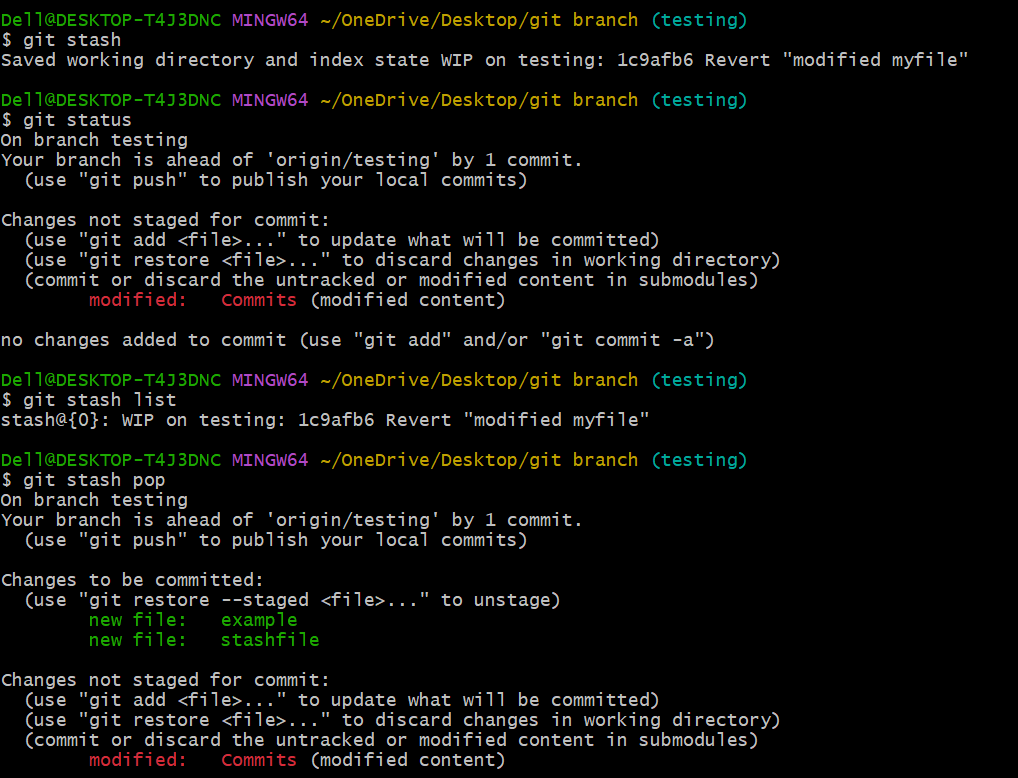 Dell@DESKTOP-T4J3DNC MINGW64 ~/OneDrive/Desktop/git branch (testing)
$ git stash
Saved working directory and index state WIP on testing: 1c9afb6 Revert "modified myfile"

Dell@DESKTOP-T4J3DNC MINGW64 ~/OneDrive/Desktop/git branch (testing)
$ git status
On branch testing
Your branch is ahead of 'origin/testing' by 1 commit.
  (use "git push" to publish your local commits)

Changes not staged for commit:
  (use "git add <file>..." to update what will be committed)
  (use "git restore <file>..." to discard changes in working directory)
  (commit or discard the untracked or modified content in submodules)
        modified:   Commits (modified content)

no changes added to commit (use "git add" and/or "git commit -a")

Dell@DESKTOP-T4J3DNC MINGW64 ~/OneDrive/Desktop/git branch (testing)
$ git stash list
stash@{0}: WIP on testing: 1c9afb6 Revert "modified myfile"

Dell@DESKTOP-T4J3DNC MINGW64 ~/OneDrive/Desktop/git branch (testing)
$ git stash pop
On branch testing
Your branch is ahead of 'origin/testing' by 1 commit.
  (use "git push" to publish your local commits)

Changes to be committed:
  (use "git restore --staged <file>..." to unstage)
        new file:   example
        new file:   stashfile

Changes not staged for commit:
  (use "git add <file>..." to update what will be committed)
  (use "git restore <file>..." to discard changes in working directory)
  (commit or discard the untracked or modified content in submodules)
        modified:   Commits (modified content)